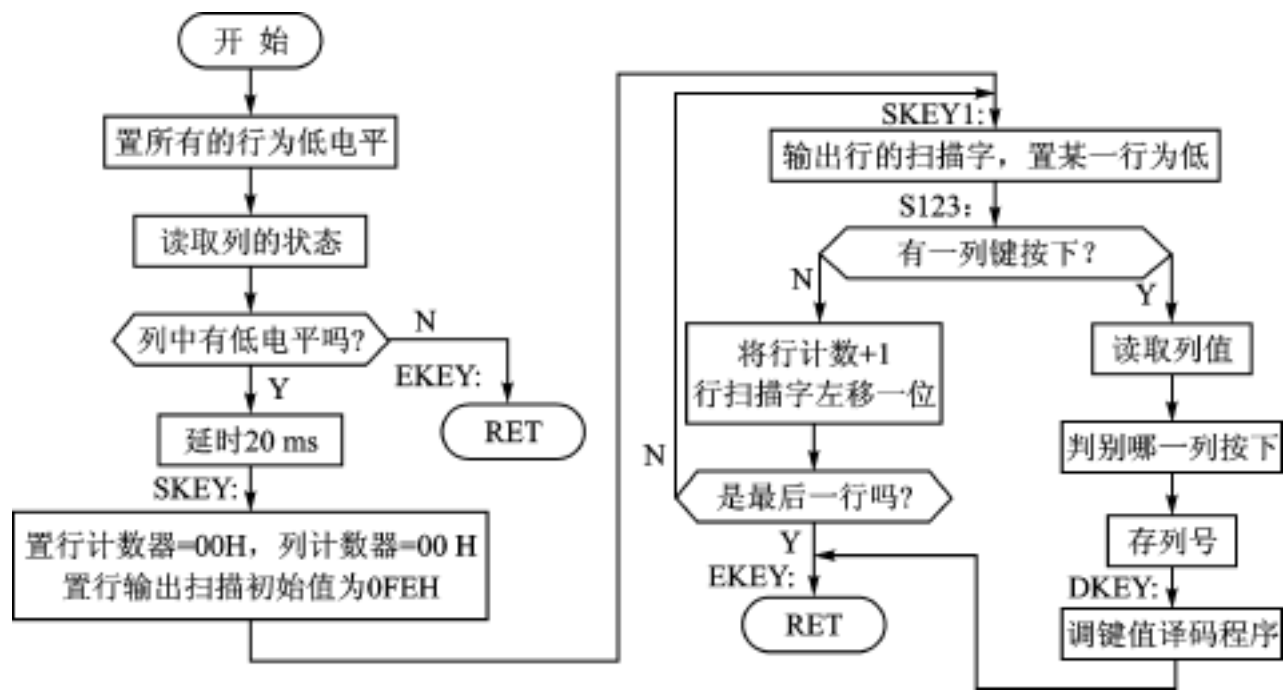 开 始
置所有的行为低电平
读取列的状态
列中有低电平吗?
N
EKEY:
RET
Y
延时20 ms
SKEY:
置行计数器=00H，列计数器=00 H
置行输出扫描初始值为0FEH
SKEY1:
输出行的扫描字，置某一行为低
S123:
有一列键按下?
N
将行计数+1
行扫描字左移一位
是最后一行吗?
N
Y
EKEY:
RET
Y
读取列值
判别哪一列按下
存列号
DKEY:
调键值译码程序